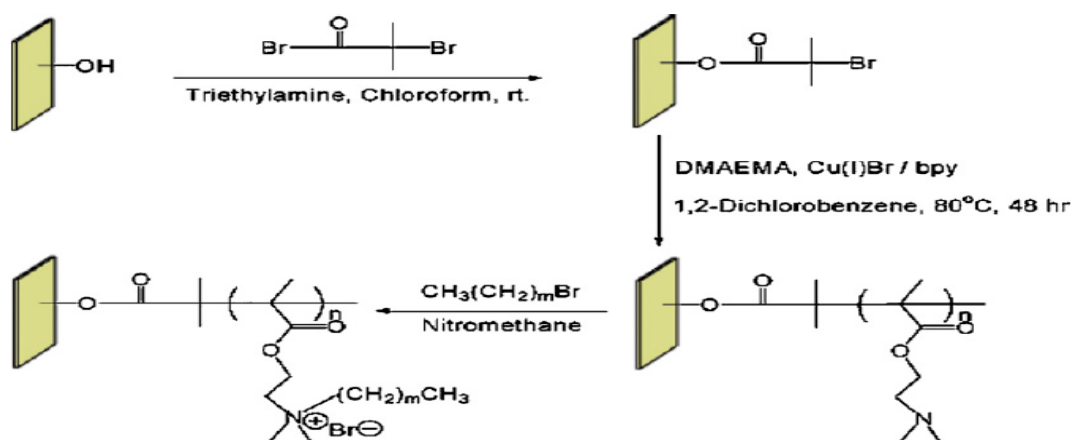 Br O Br
OH
Triethylamine, Chloroform, rt.
O O Br
DMAEMA, Cu(I)Br / bpy
1,2-Dichlorobenzene, 80°C, 48 hr
O O n O O (CH2)mCH3 N ⊕ Br⊖
CH3(CH2)mBr
Nitromethane
O O n O O N